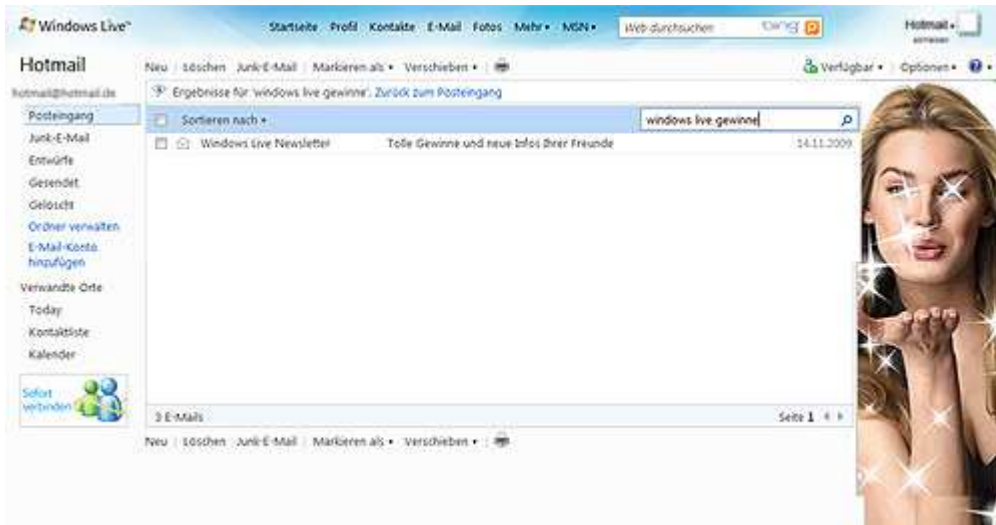 Windows Live™
Startseite Profil Kontakte E-Mail Fotos Mehr MSN
Web durchsuchen bing
Hotmail
abmelden
Hotmail
Neu Löschen Junk-E-Mail Markieren als Verschieben
Verfügbar Optionen
hotmail@hotmail.de
Ergebnisse für 'windows live gewinne'. Zurück zum Posteingang
Posteingang
Sortieren nach
windows live gewinne
Junk-E-Mail
Windows Live Newsletter Tolle Gewinne und neue Infos Ihrer Freunde 14.11.2009
Entwürfe
Gesendet
Gelöscht
Ordner verwalten
E-Mail-Konto
hinzufügen
Verwandte Orte
Today
Kontaktliste
Kalender
Sofort
verbinden
3 E-Mails
Seite 1
Neu Löschen Junk-E-Mail Markieren als Verschieben